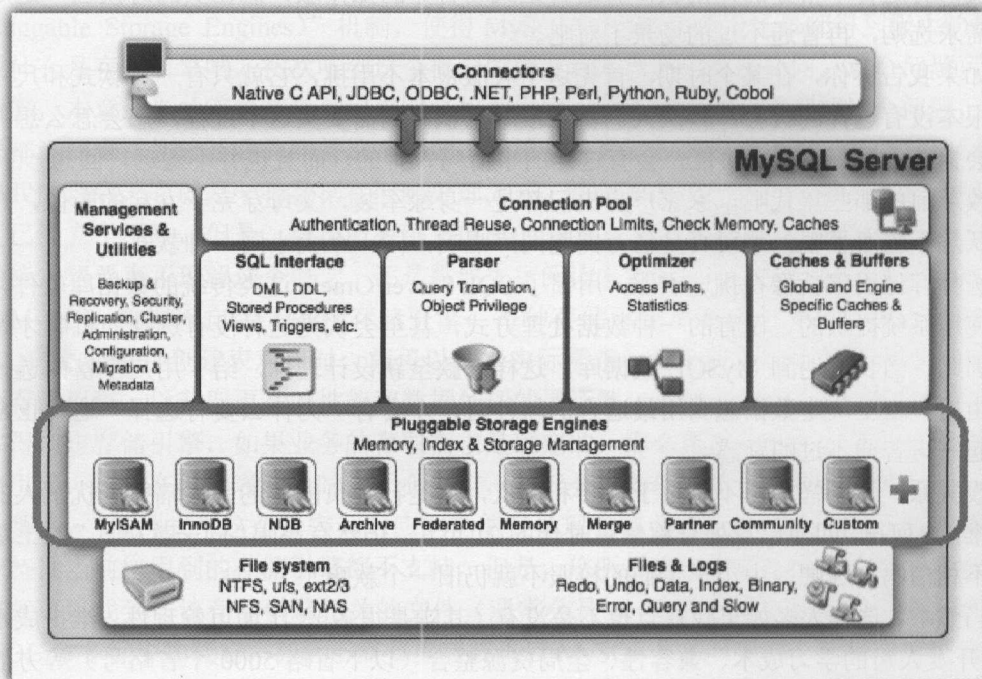 Connectors
Native C API, JDBC, ODBC, .NET, PHP, Perl, Python, Ruby, Cobol
MySQL Server
Management
Services &
Utilities
Backup &
Recovery, Security,
Replication, Cluster,
Administration,
Configuration,
Migration &
Metadata
Connection Pool
Authentication, Thread Reuse, Connection Limits, Check Memory, Caches
SQL Interface
DML, DDL,
Stored Procedures
Views, Triggers, etc.
Parser
Query Translation,
Object Privilege
Optimizer
Access Paths,
Statistics
Caches & Buffers
Global and Engine
Specific Caches &
Buffers
Pluggable Storage Engines
Memory, Index & Storage Management
MyISAM
InnoDB
NDB
Archive
Federated
Memory
Merge
Partner
Community
Custom
File system
NTFS, ufs, ext2/3
NFS, SAN, NAS
Files & Logs
Redo, Undo, Data, Index, Binary,
Error, Query and Slow